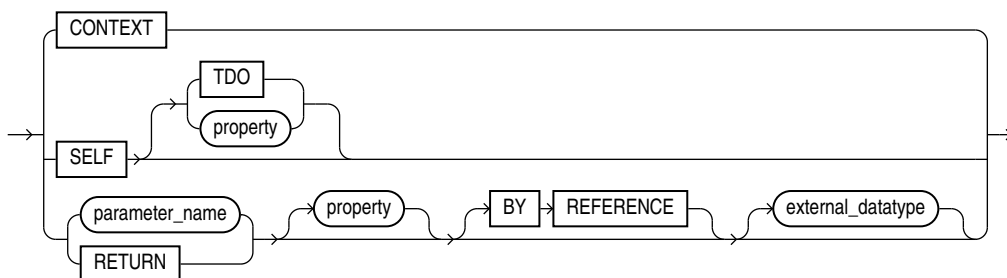 CONTEXT
TDO
property
SELF
parameter_name property BY REFERENCE external_datatype
RETURN